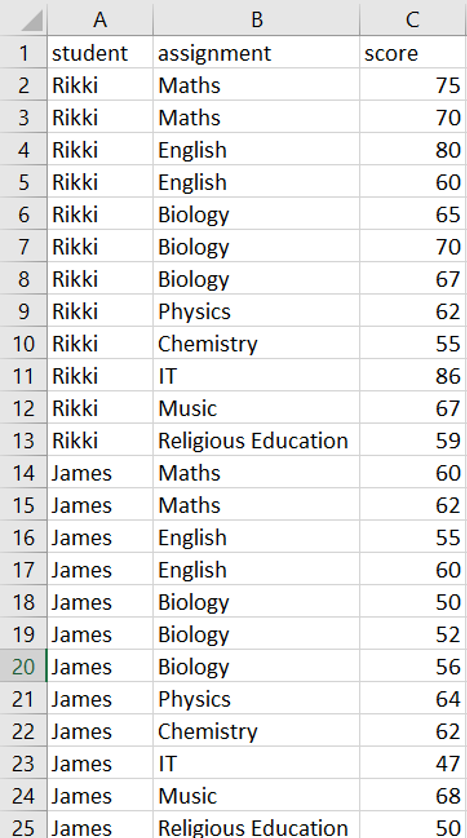 A B C
1 student assignment score
2 Rikki Maths 75
3 Rikki Maths 70
4 Rikki English 80
5 Rikki English 60
6 Rikki Biology 65
7 Rikki Biology 70
8 Rikki Biology 67
9 Rikki Physics 62
10 Rikki Chemistry 55
11 Rikki IT 86
12 Rikki Music 67
13 Rikki Religious Education 59
14 James Maths 60
15 James Maths 62
16 James English 55
17 James English 60
18 James Biology 50
19 James Biology 52
20 James Biology 56
21 James Physics 64
22 James Chemistry 62
23 James IT 47
24 James Music 68
25 James Religious Education 50